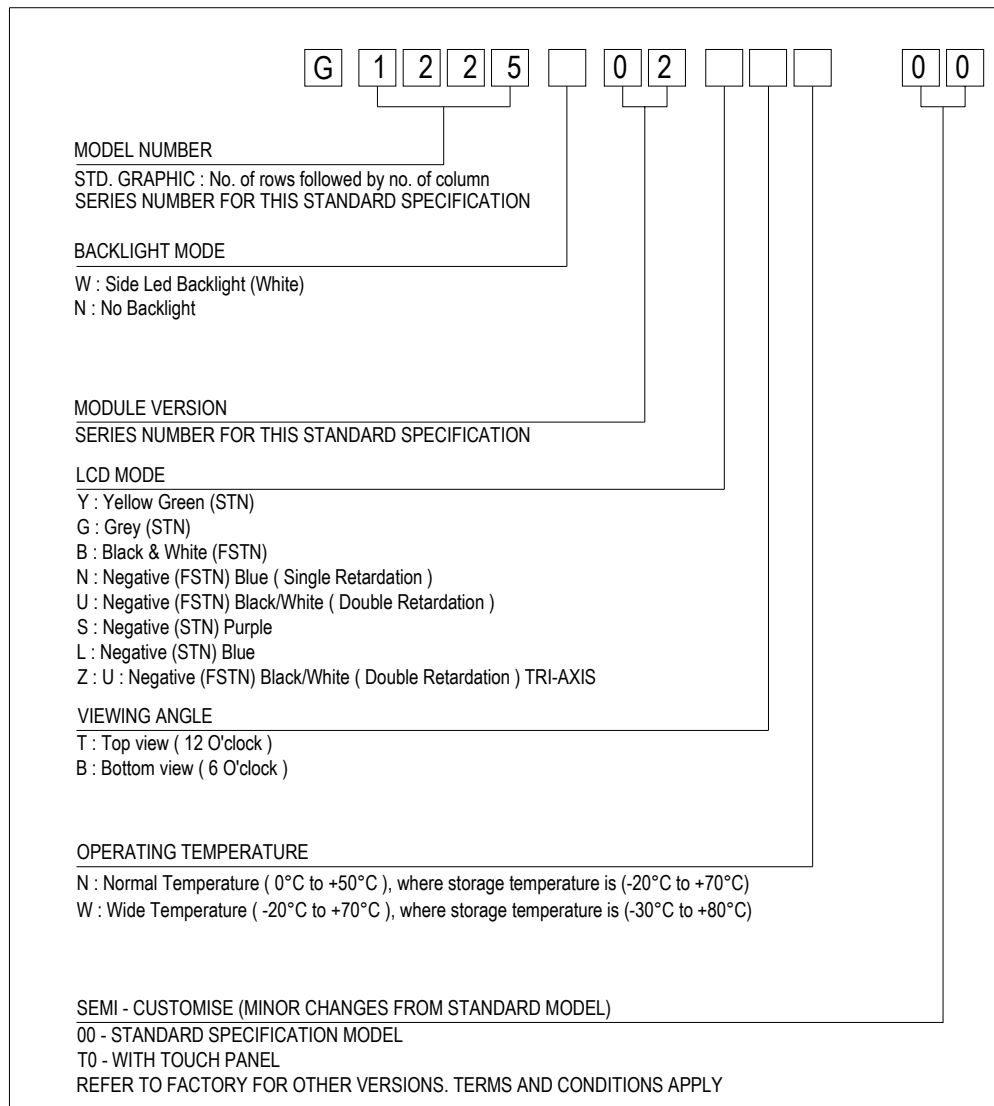 G 1 2 2 5 0 2 0 0
MODEL NUMBER
STD. GRAPHIC : No. of rows followed by no. of column
SERIES NUMBER FOR THIS STANDARD SPECIFICATION
BACKLIGHT MODE
W : Side Led Backlight (White)
N : No Backlight
MODULE VERSION
SERIES NUMBER FOR THIS STANDARD SPECIFICATION
LCD MODE
Y : Yellow Green (STN)
G : Grey (STN)
B : Black & White (FSTN)
N : Negative (FSTN) Blue ( Single Retardation )
U : Negative (FSTN) Black/White ( Double Retardation )
S : Negative (STN) Purple
L : Negative (STN) Blue
Z : U : Negative (FSTN) Black/White ( Double Retardation ) TRI-AXIS
VIEWING ANGLE
T : Top view ( 12 O'clock )
B : Bottom view ( 6 O'clock )
OPERATING TEMPERATURE
N : Normal Temperature ( 0°C to +50°C ), where storage temperature is (-20°C to +70°C)
W : Wide Temperature ( -20°C to +70°C ), where storage temperature is (-30°C to +80°C)
SEMI - CUSTOMISE (MINOR CHANGES FROM STANDARD MODEL)
00 - STANDARD SPECIFICATION MODEL
T0 - WITH TOUCH PANEL
REFER TO FACTORY FOR OTHER VERSIONS. TERMS AND CONDITIONS APPLY